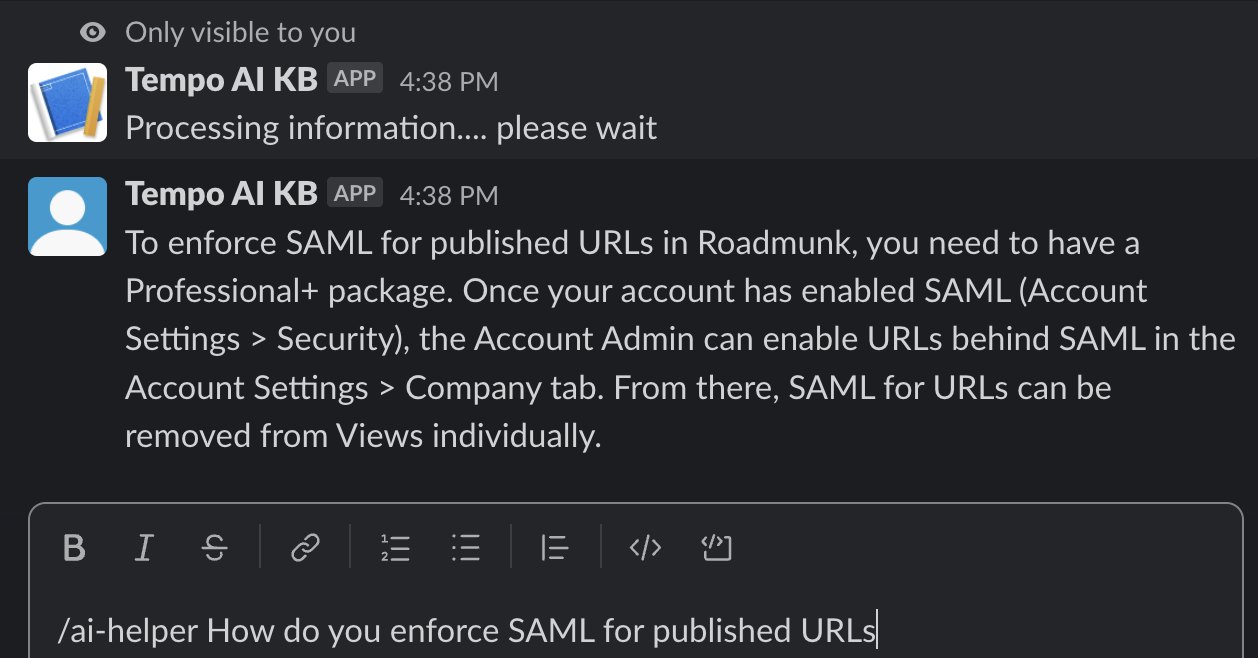 Only visible to you
Tempo AI KB APP 4:38 PM
Processing information.... please wait
Tempo AI KB APP 4:38 PM
To enforce SAML for published URLs in Roadmunk, you need to have a
Professional+ package. Once your account has enabled SAML (Account
Settings > Security), the Account Admin can enable URLs behind SAML in the
Account Settings > Company tab. From there, SAML for URLs can be
removed from Views individually.
/ai-helper How do you enforce SAML for published URLs